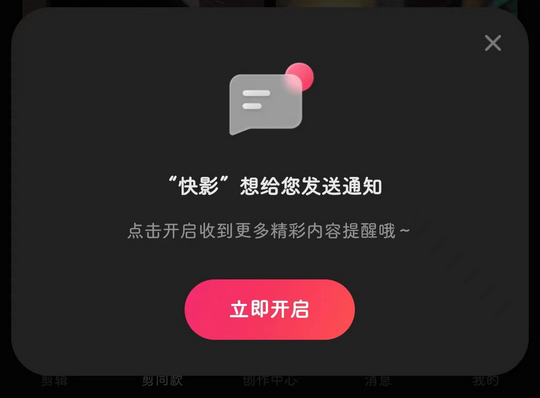 “快影”想给您发送通知
点击开启收到更多精彩内容提醒哦~
立即开启
剪辑 剪同款 创作中心 消息 我的